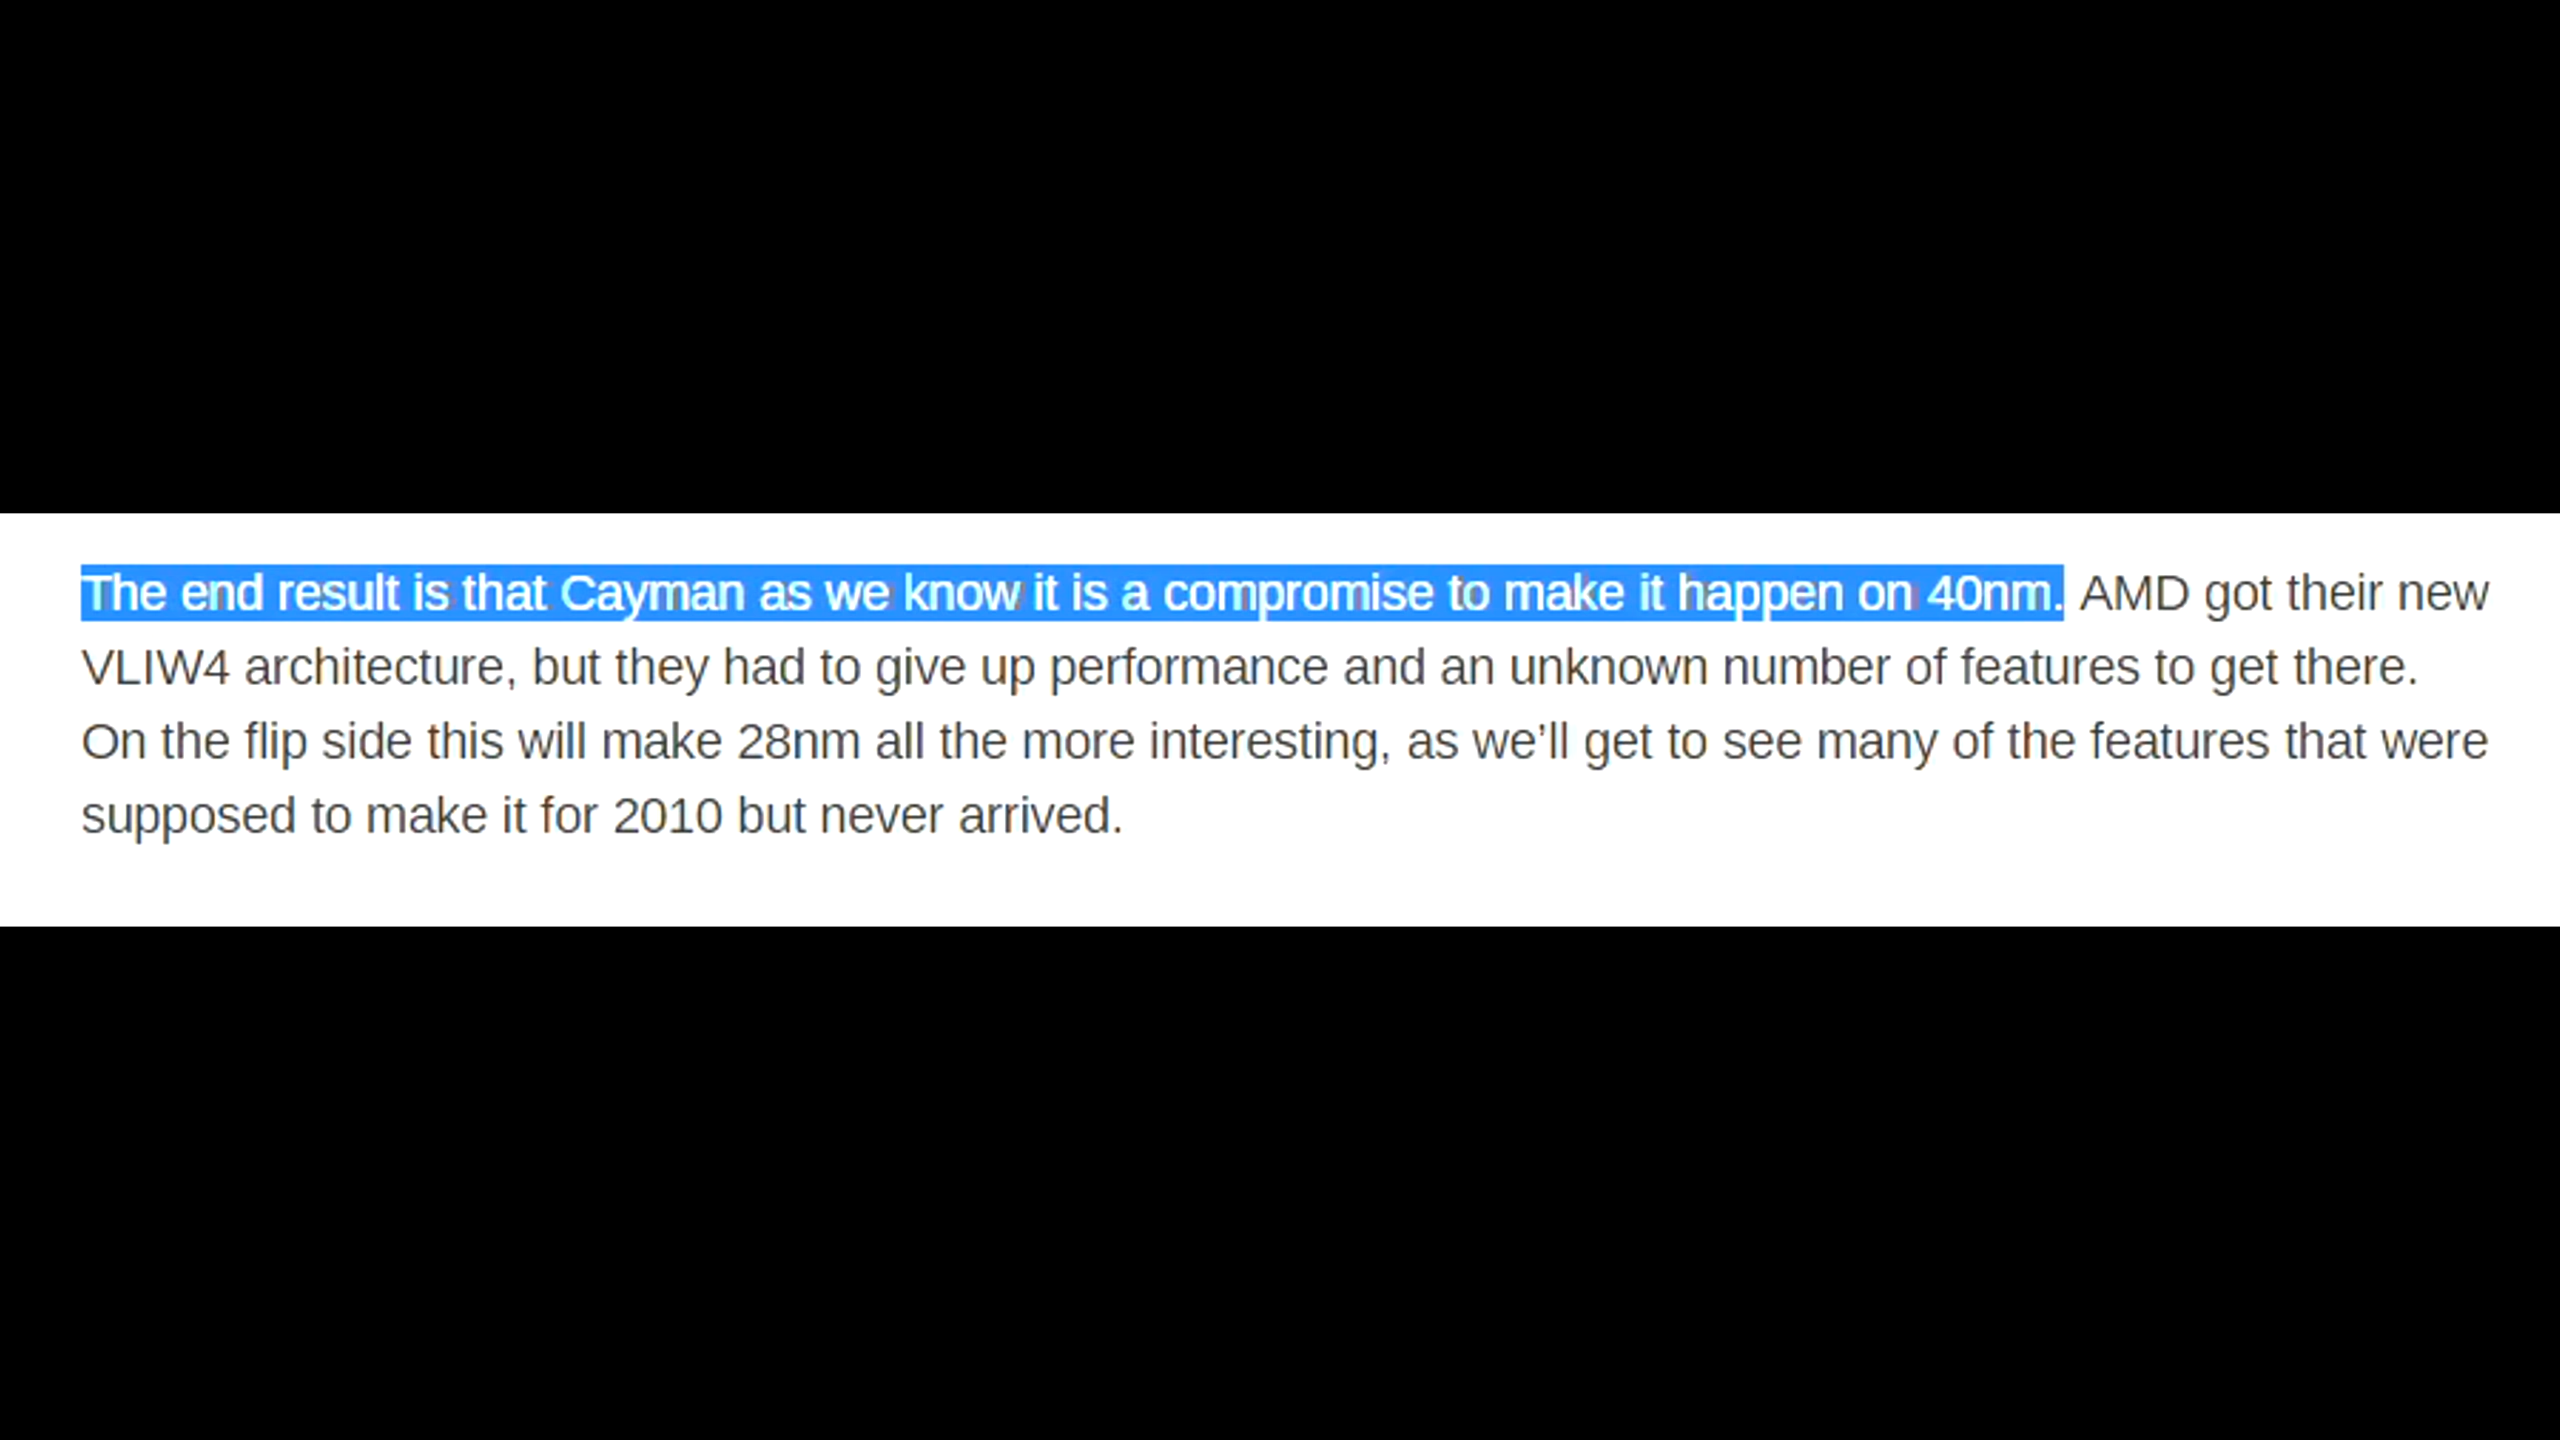 The end result is that Cayman as we know it is a compromise to make it happen on 40nm. AMD got their new
VLIW4 architecture, but they had to give up performance and an unknown number of features to get there.
On the flip side this will make 28nm all the more interesting, as we’ll get to see many of the features that were
supposed to make it for 2010 but never arrived.